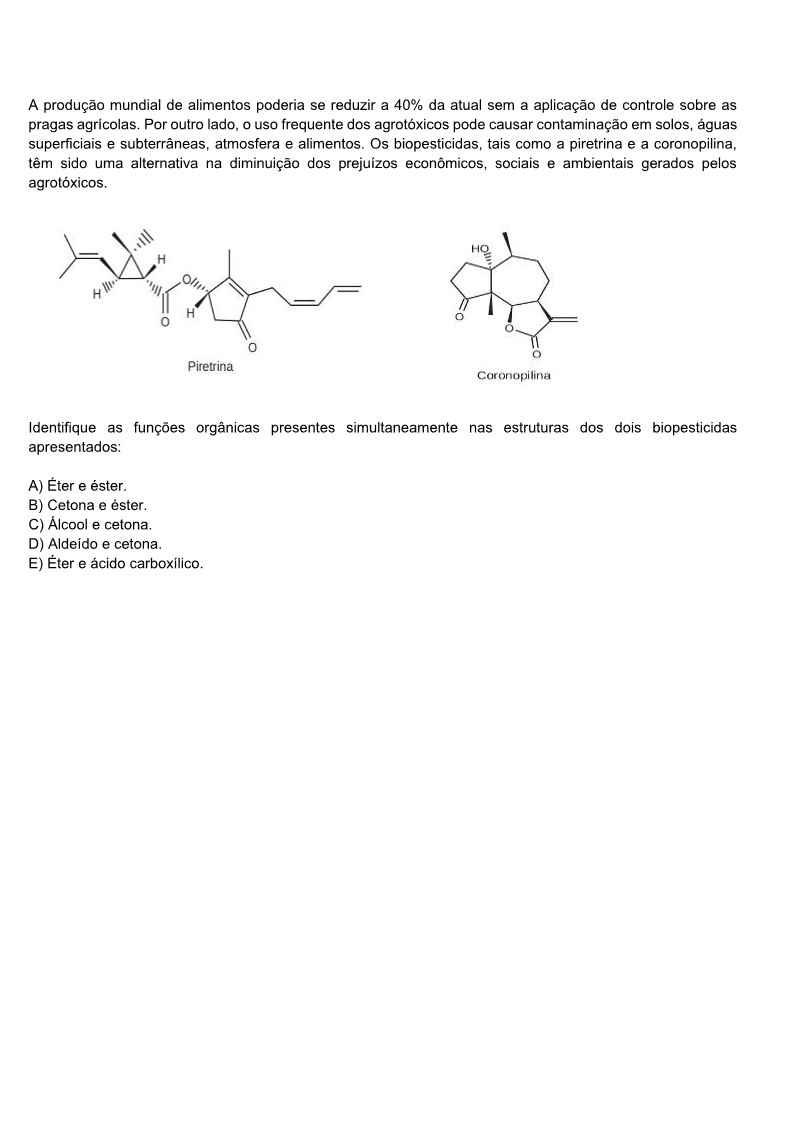 A produção mundial de alimentos poderia se reduzir a 40% da atual sem a aplicação de controle sobre as
pragas agrícolas. Por outro lado, o uso frequente dos agrotóxicos pode causar contaminação em solos, águas
superficiais e subterrâneas, atmosfera e alimentos. Os biopesticidas, tais como a piretrina e a coronopilina,
têm sido uma alternativa na diminuição dos prejuízos econômicos, sociais e ambientais gerados pelos
agrotóxicos.
H
H
O
O
H
O
Piretrina
HO
O
O
O
Coronopilina
Identifique as funções orgânicas presentes simultaneamente nas estruturas dos dois biopesticidas
apresentados:
A) Éter e éster.
B) Cetona e éster.
C) Álcool e cetona.
D) Aldeído e cetona.
E) Éter e ácido carboxílico.